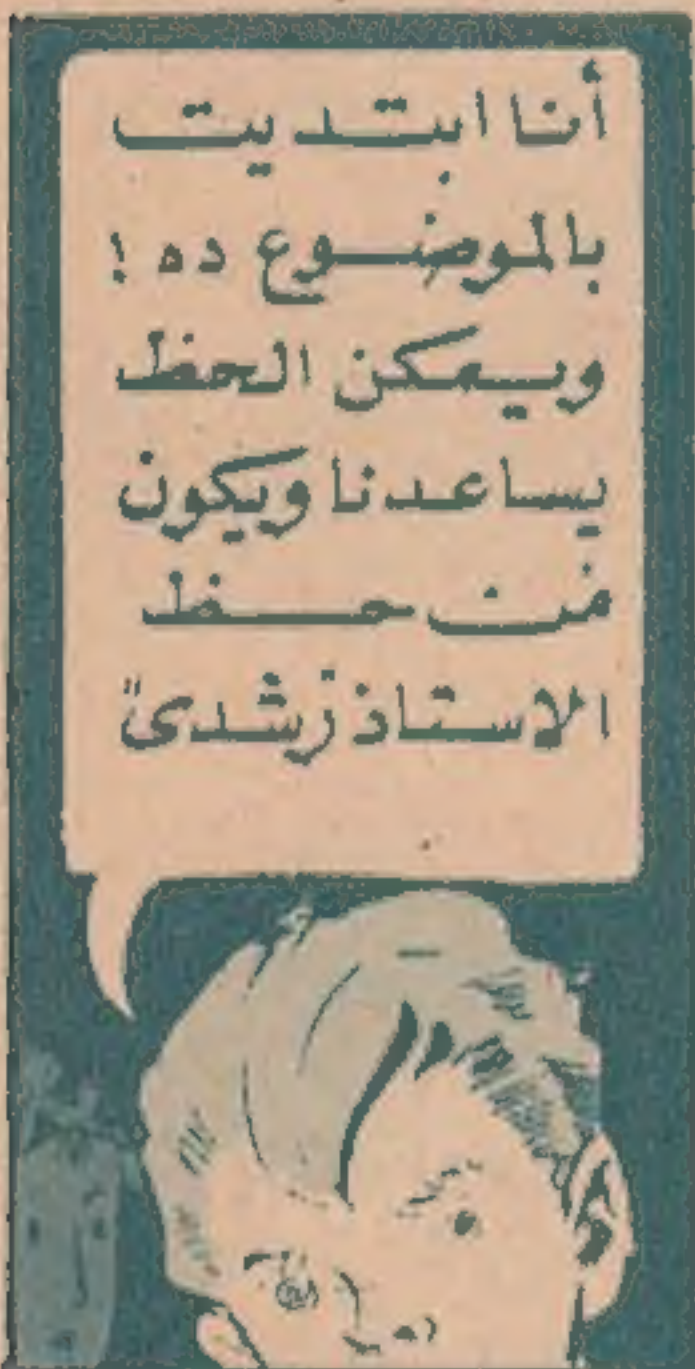 أنا ابتديت
بالموضوع ده !
ويمكن الحظ
يساعدنا ويكون
من حظ
الاستاذ "رشدى"